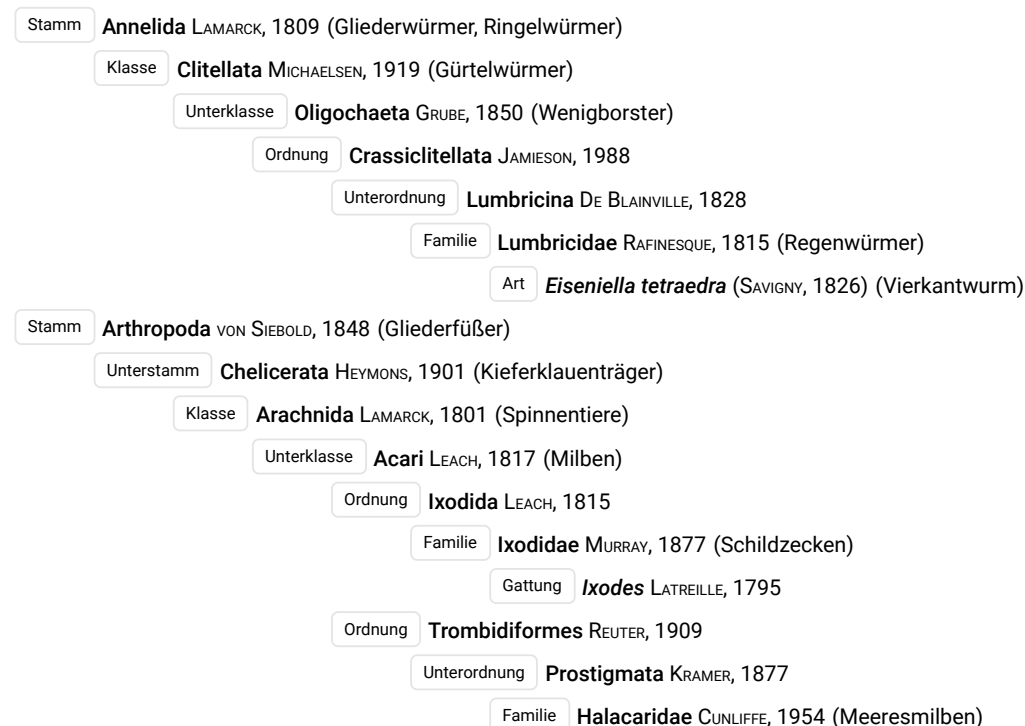 Stamm Annelida Lamarck, 1809 (Gliederwürmer, Ringelwürmer)
Klasse Clitellata Michaelsen, 1919 (Gürtelwürmer)
Unterklasse Oligochaeta Grube, 1850 (Wenigborster)
Ordnung Crassiclitellata Jamieson, 1988
Unterordnung Lumbricina De Blainville, 1828
Familie Lumbricidae Rafinesque, 1815 (Regenwürmer)
Art Eiseniella tetraedra (Savigny, 1826) (Vierkantwurm)
Stamm Arthropoda von Siebold, 1848 (Gliederfüßer)
Unterstamm Chelicerata Heymons, 1901 (Kieferklauenträger)
Klasse Arachnida Lamarck, 1801 (Spinnentiere)
Unterklasse Acari Leach, 1817 (Milben)
Ordnung Ixodida Leach, 1815
Familie Ixodidae Murray, 1877 (Schildzecken)
Gattung Ixodes Latreille, 1795
Ordnung Trombidiformes Reuter, 1909
Unterordnung Prostigmata Kramer, 1877
Familie Halacaridae Cunliffe, 1954 (Meeresmilben)